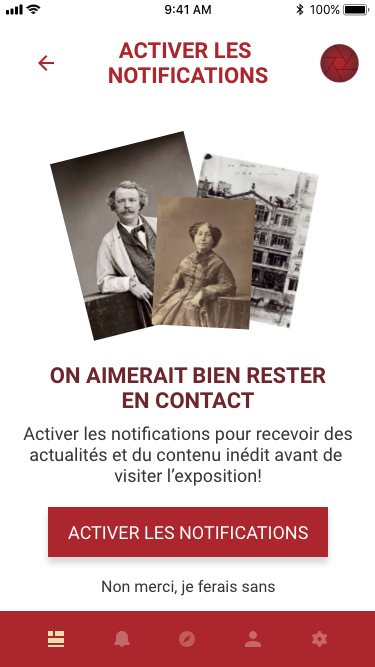 9:41 AM 100%
ACTIVER LES
NOTIFICATIONS
ON AIMERAIT BIEN RESTER
EN CONTACT
Activer les notifications pour recevoir des
actualités et du contenu inédit avant de
visiter l’exposition!
ACTIVER LES NOTIFICATIONS
Non merci, je ferais sans